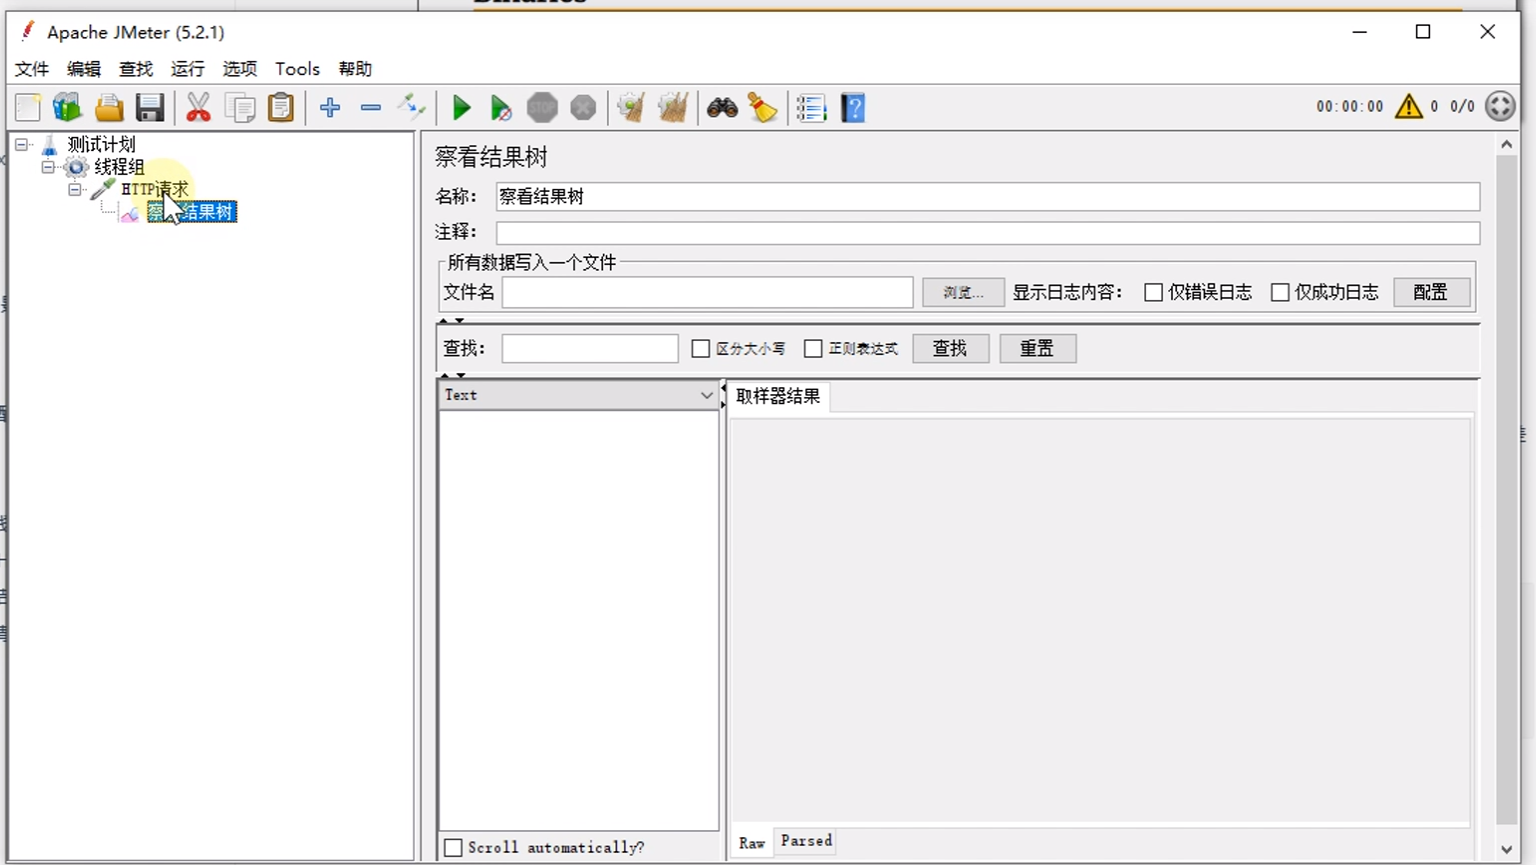 Apache JMeter (5.2.1)
文件 编辑 查找 运行 选项 Tools 帮助
STOP
00:00:00 0 0/0
测试计划
线程组
HTTP请求
察看结果树
名称：
察看结果树
注释：
所有数据写入一个文件
文件名
浏览...
显示日志内容：
仅错误日志
仅成功日志
配置
查找：
区分大小写
正则表达式
查找
重置
Text
取样器结果
Scroll automatically?
Raw
Parsed